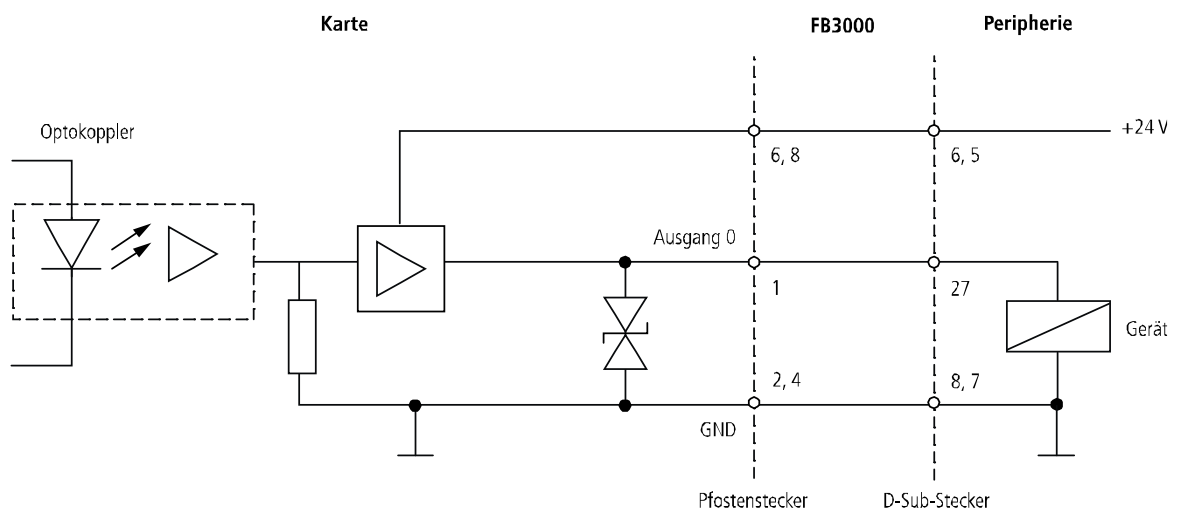 Karte
FB3000
Peripherie
Optokoppler
+24 V
6, 8
6, 5
Ausgang 0
1
27
Gerät
2, 4
8, 7
GND
Pfostenstecker
D-Sub-Stecker